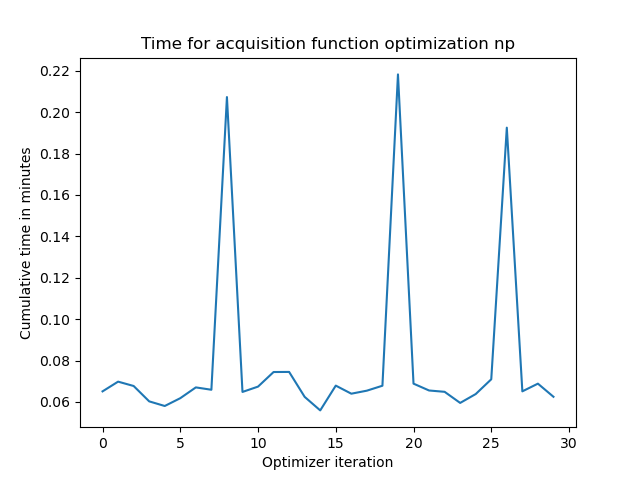 Time for acquisition function optimization np
Cumulative time in minutes
0.22
0.20
0.18
0.16
0.14
0.12
0.10
0.08
0.06
0 5 10 15 20 25 30
Optimizer iteration